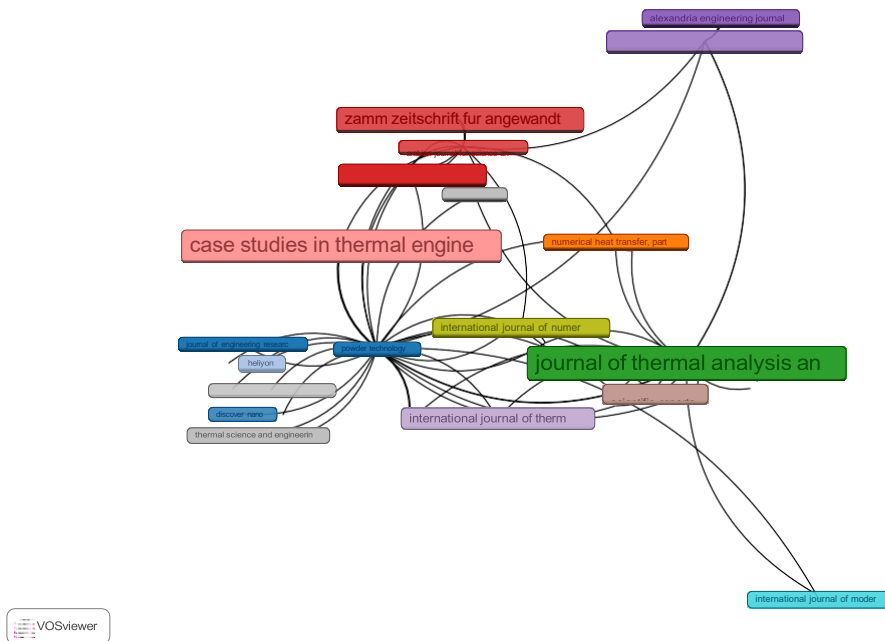 alexandria engineering journal
zamm zeitschrift fur angewandt
case studies in thermal engine
numerical heat transfer, part
international journal of numer
journal of engineering researc
powder technology
heliyon
journal of thermal analysis an
scientific reports
discover nano
international journal of therm
thermal science and engineerin
international journal of moder
VOSviewer